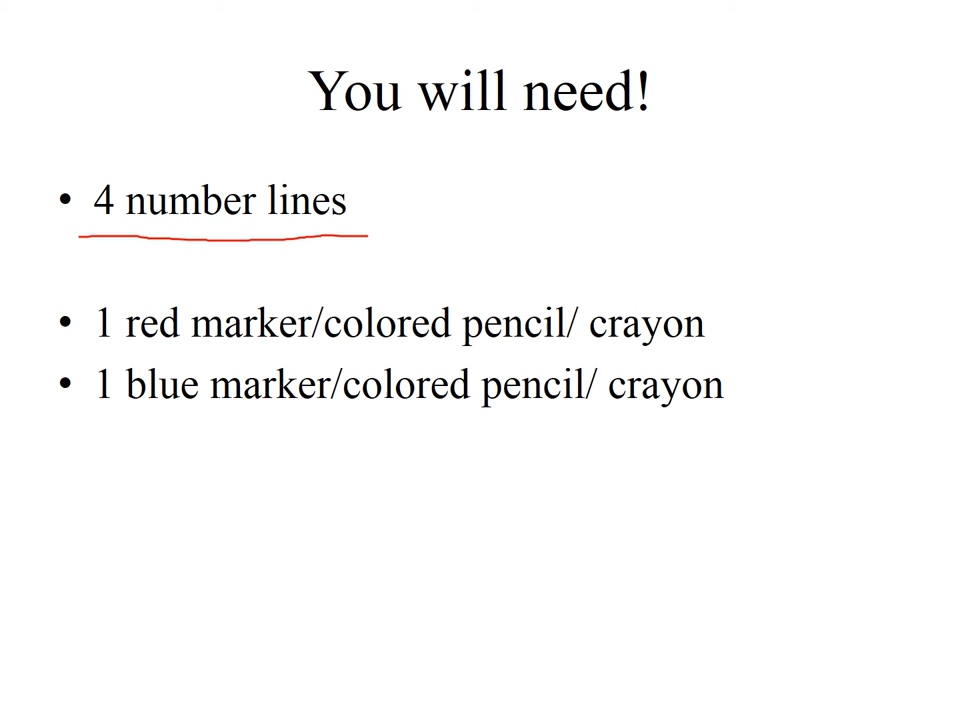 You will need!
• 4 number lines
• 1 red marker/colored pencil/ crayon
• 1 blue marker/colored pencil/ crayon